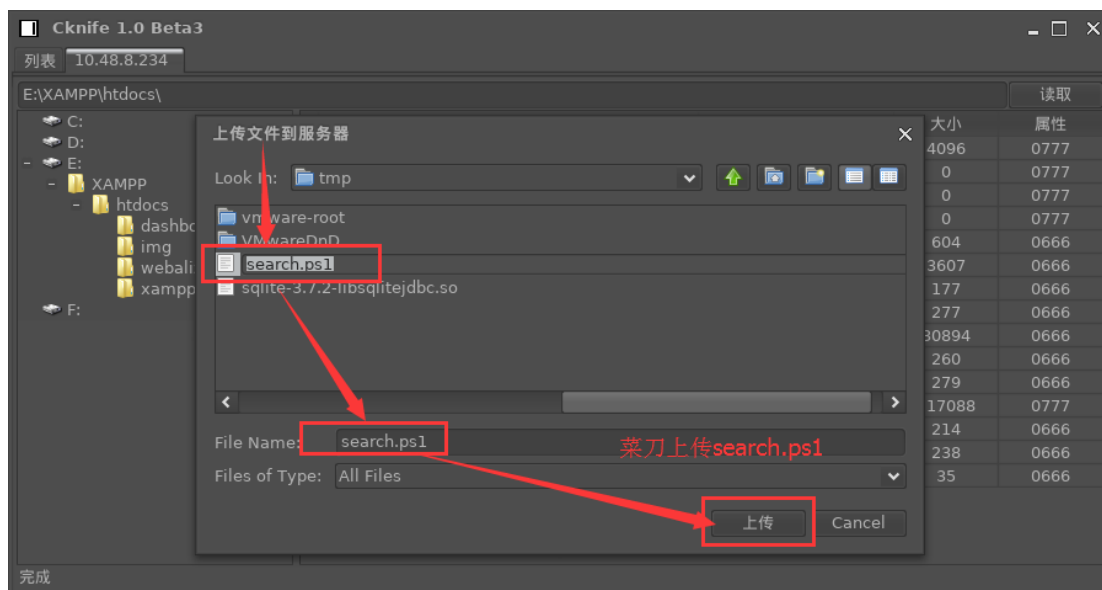 Cknife 1.0 Beta3
列表 10.48.8.234
E:\XAMPP\htdocs\ 读取
C:
D:
E:
XAMPP
htdocs
dashbo
img
webali
xampp
F:
上传文件到服务器
Look In: tmp
vmware-root
VMwareDnD
search.ps1
sqlite-3.7.2-libsqlitejdbc.so
File Name: search.ps1
菜刀上传search.ps1
Files of Type: All Files
上传 Cancel
大小 属性
4096 0777
0 0777
0 0777
0 0777
604 0666
3607 0666
177 0666
277 0666
30894 0666
260 0666
279 0666
17088 0777
214 0666
238 0666
35 0666
完成